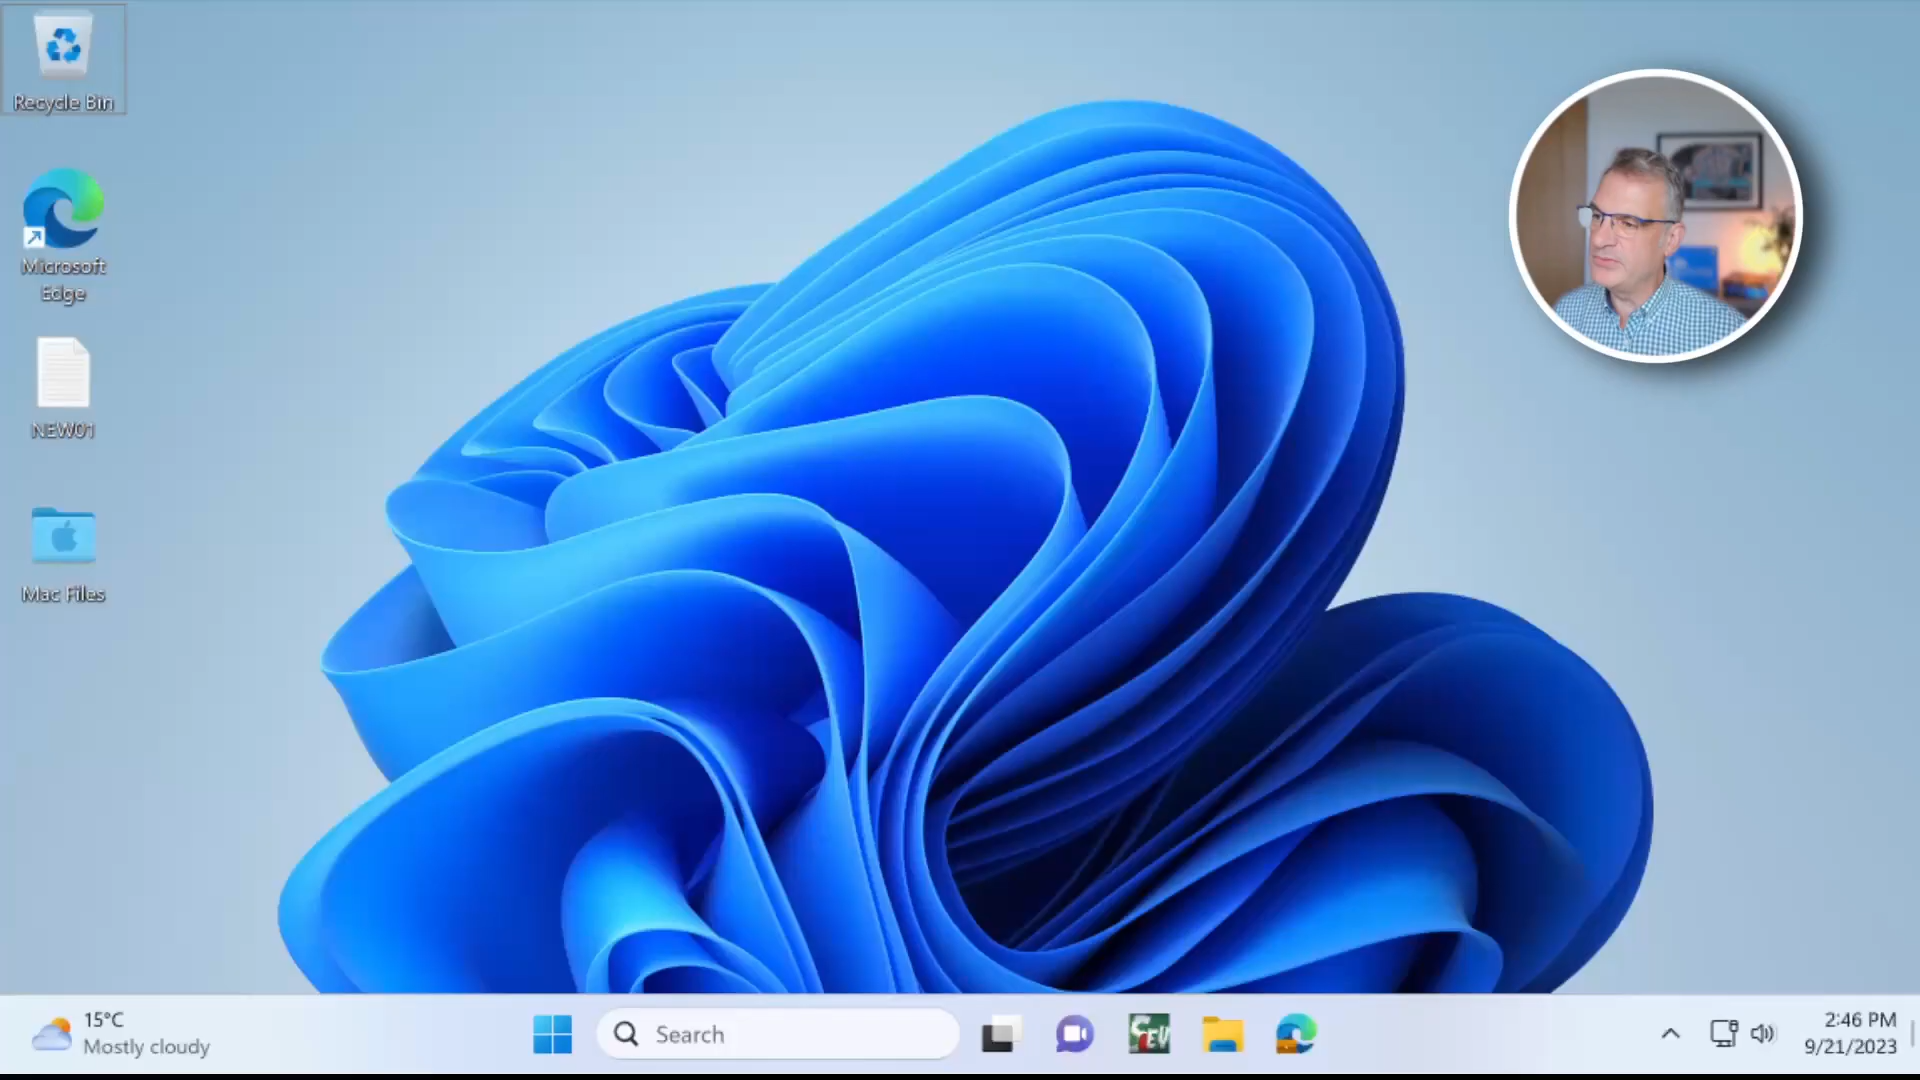 Recycle Bin
Microsoft
Edge
NEW01
Mac Files
15°C
Mostly cloudy
Search
2:46 PM
9/21/2023